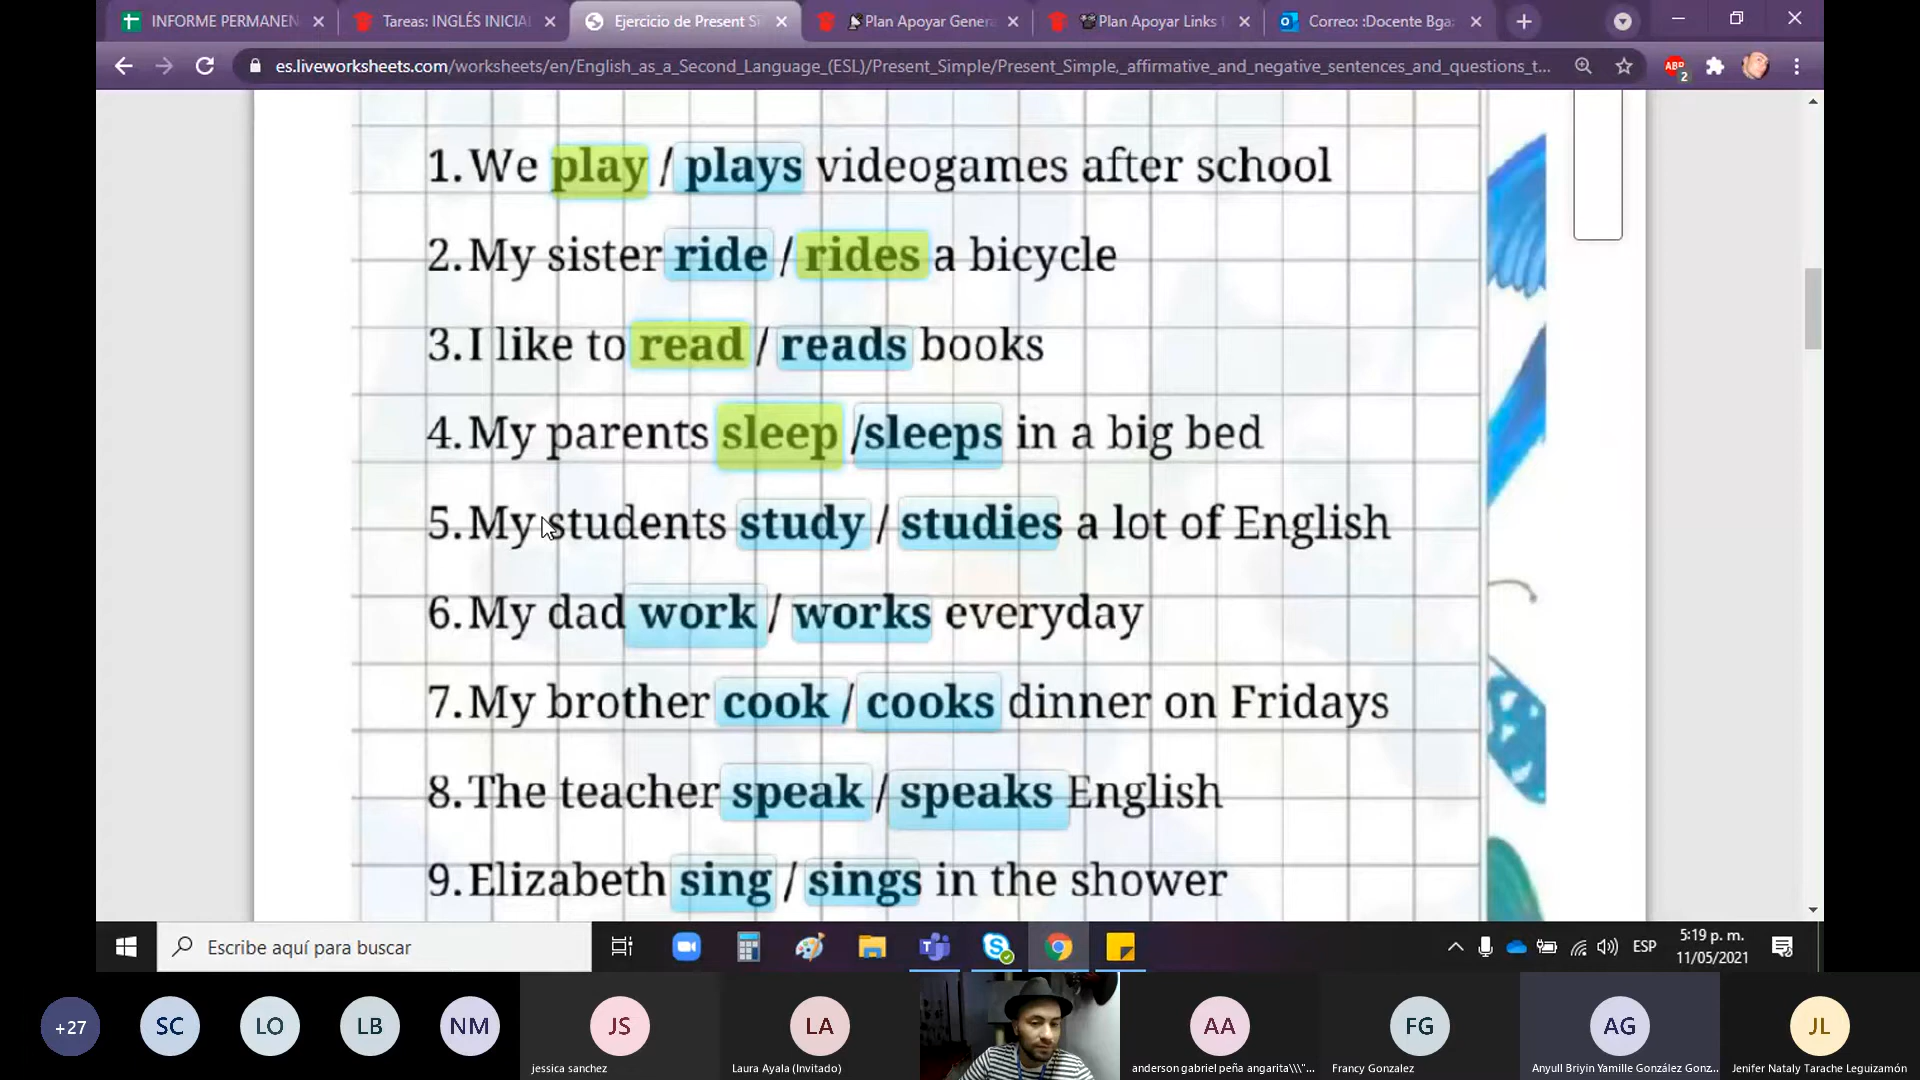 INFORME PERMANEN
Tareas: INGLÉS INICIA
Ejercicio de Present S
Plan Apoyar Genera
Plan Apoyar Links
Correo: :Docente Bga
es.liveworksheets.com/worksheets/en/English_as_a_Second_Language_(ESL)/Present_Simple/Present_Simple,_affirmative_and_negative_sentences_and_questions_t...
ABP
2
1. We play / plays videogames after school
2. My sister ride / rides a bicycle
3. I like to read / reads books
4. My parents sleep /sleeps in a big bed
5. My students study / studies a lot of English
6. My dad work / works everyday
7. My brother cook / cooks dinner on Fridays
8. The teacher speak / speaks English
9. Elizabeth sing / sings in the shower
Escribe aquí para buscar
ESP
5:19 p. m.
11/05/2021
+27
SC
LO
LB
NM
JS
LA
AA
FG
AG
JL
jessica sanchez
Laura Ayala (Invitado)
anderson gabriel peña angarita\\\"...
Francy Gonzalez
Anyull Briyin Yamille González Gonz...
Jenifer Nataly Tarache Leguizamón